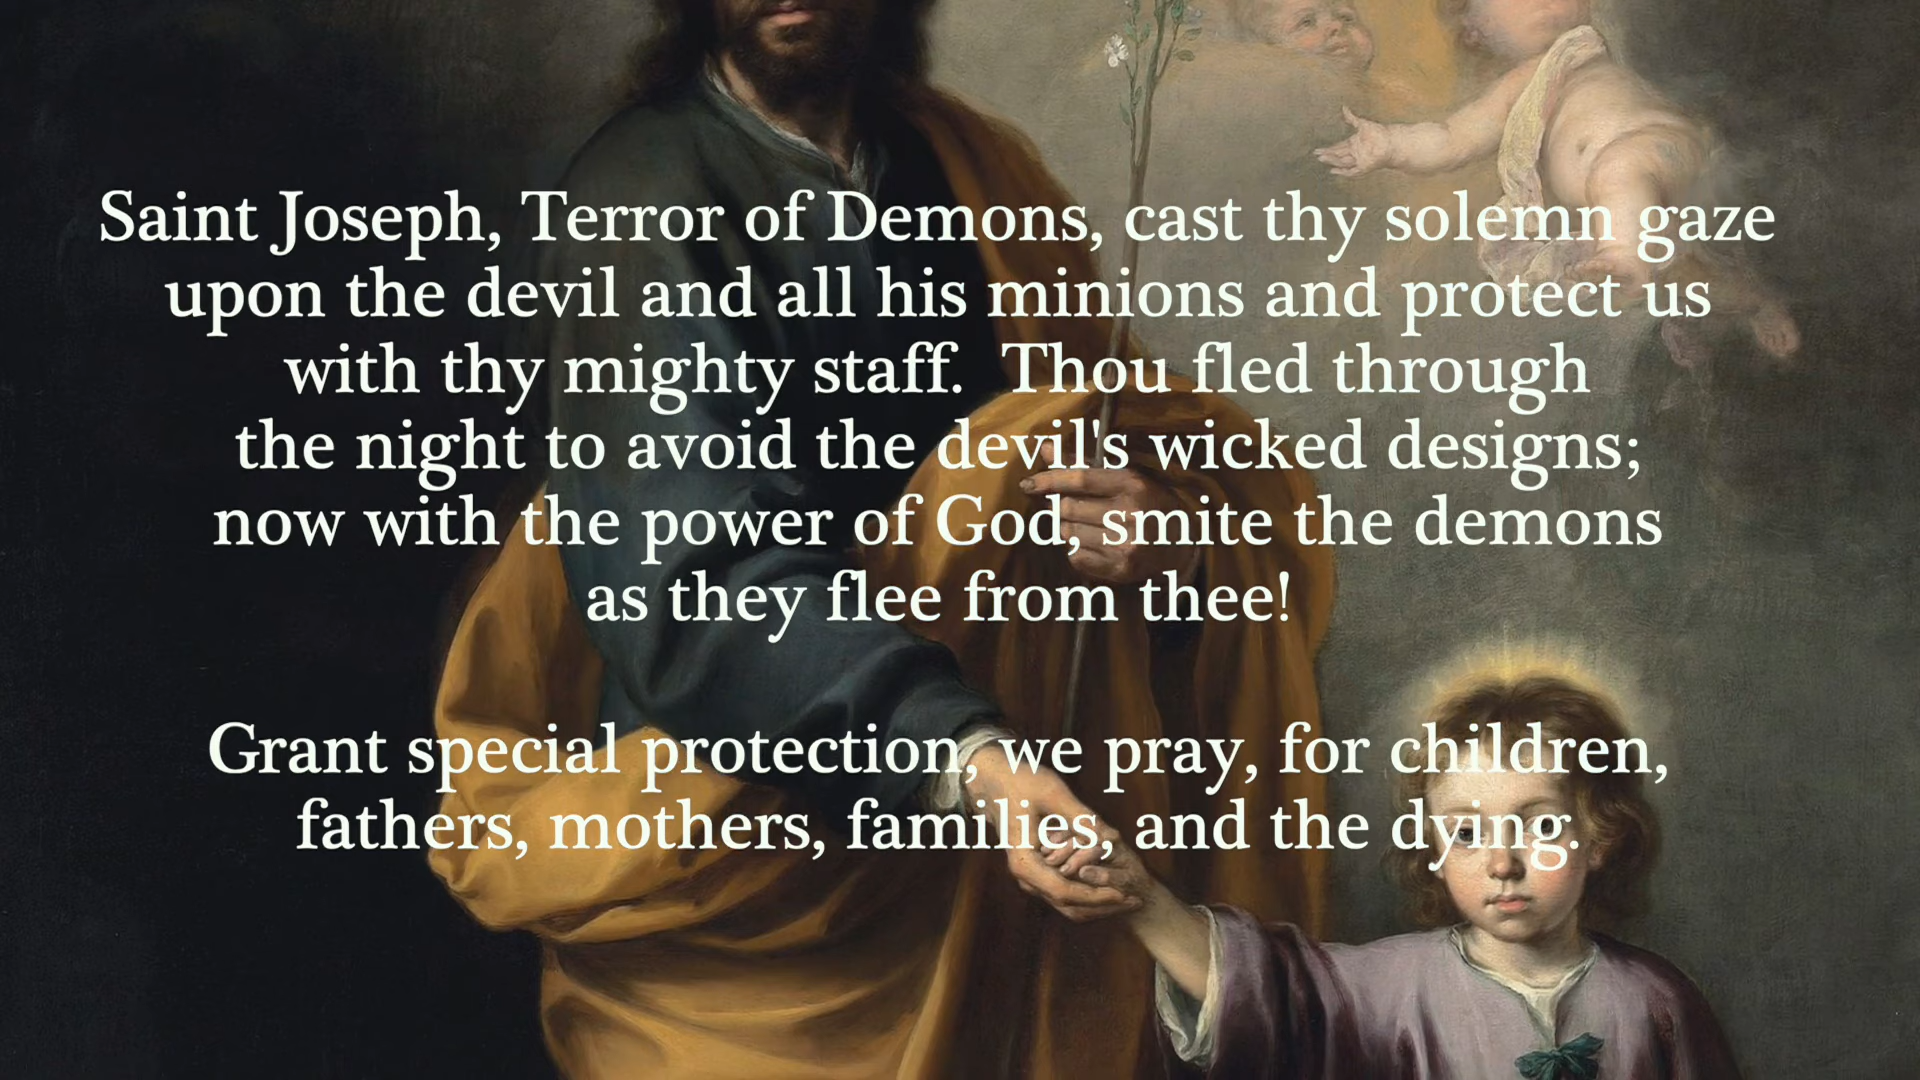 Saint Joseph, Terror of Demons, cast thy solemn gaze
upon the devil and all his minions and protect us
with thy mighty staff.  Thou fled through
the night to avoid the devil's wicked designs;
now with the power of God, smite the demons
as they flee from thee!
Grant special protection, we pray, for children,
fathers, mothers, families, and the dying.